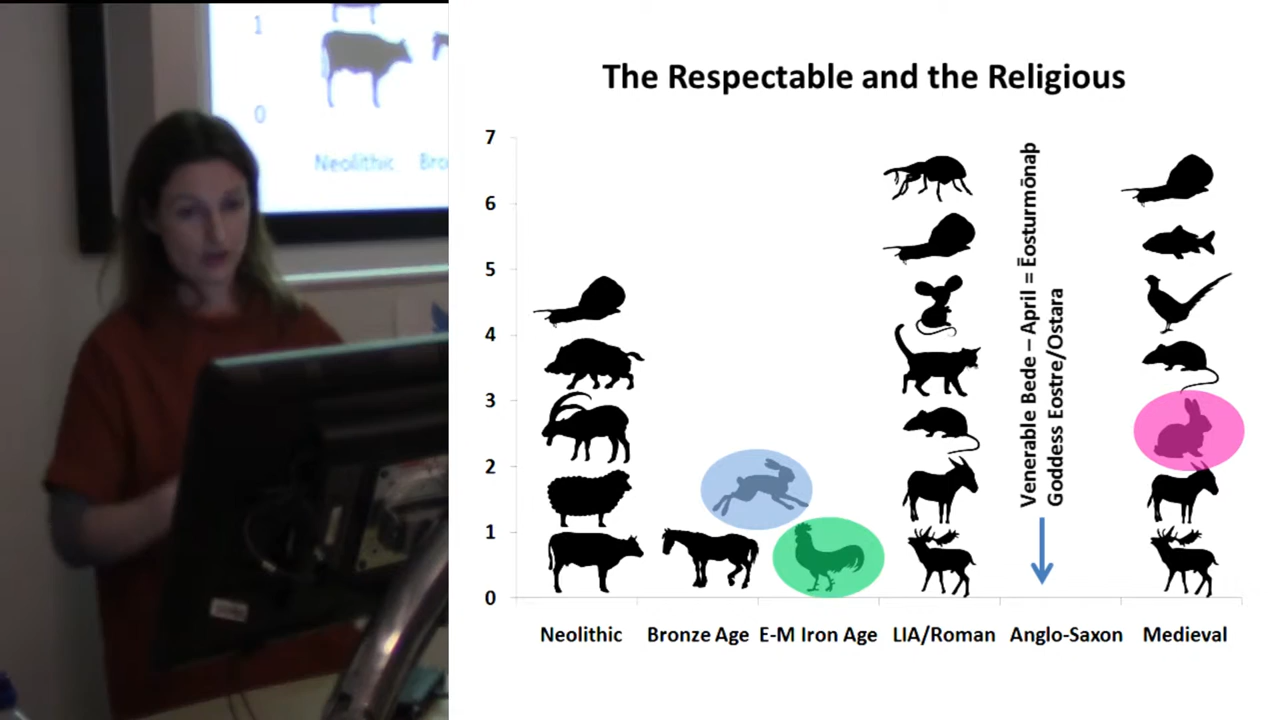 1
0
Neolithic
Bro
The Respectable and the Religious
7
6
5
4
3
2
1
0
Venerable Bede – April = Ēosturmōnaþ
Goddess Eostre/Ostara
Neolithic
Bronze Age
E-M Iron Age
LIA/Roman
Anglo-Saxon
Medieval